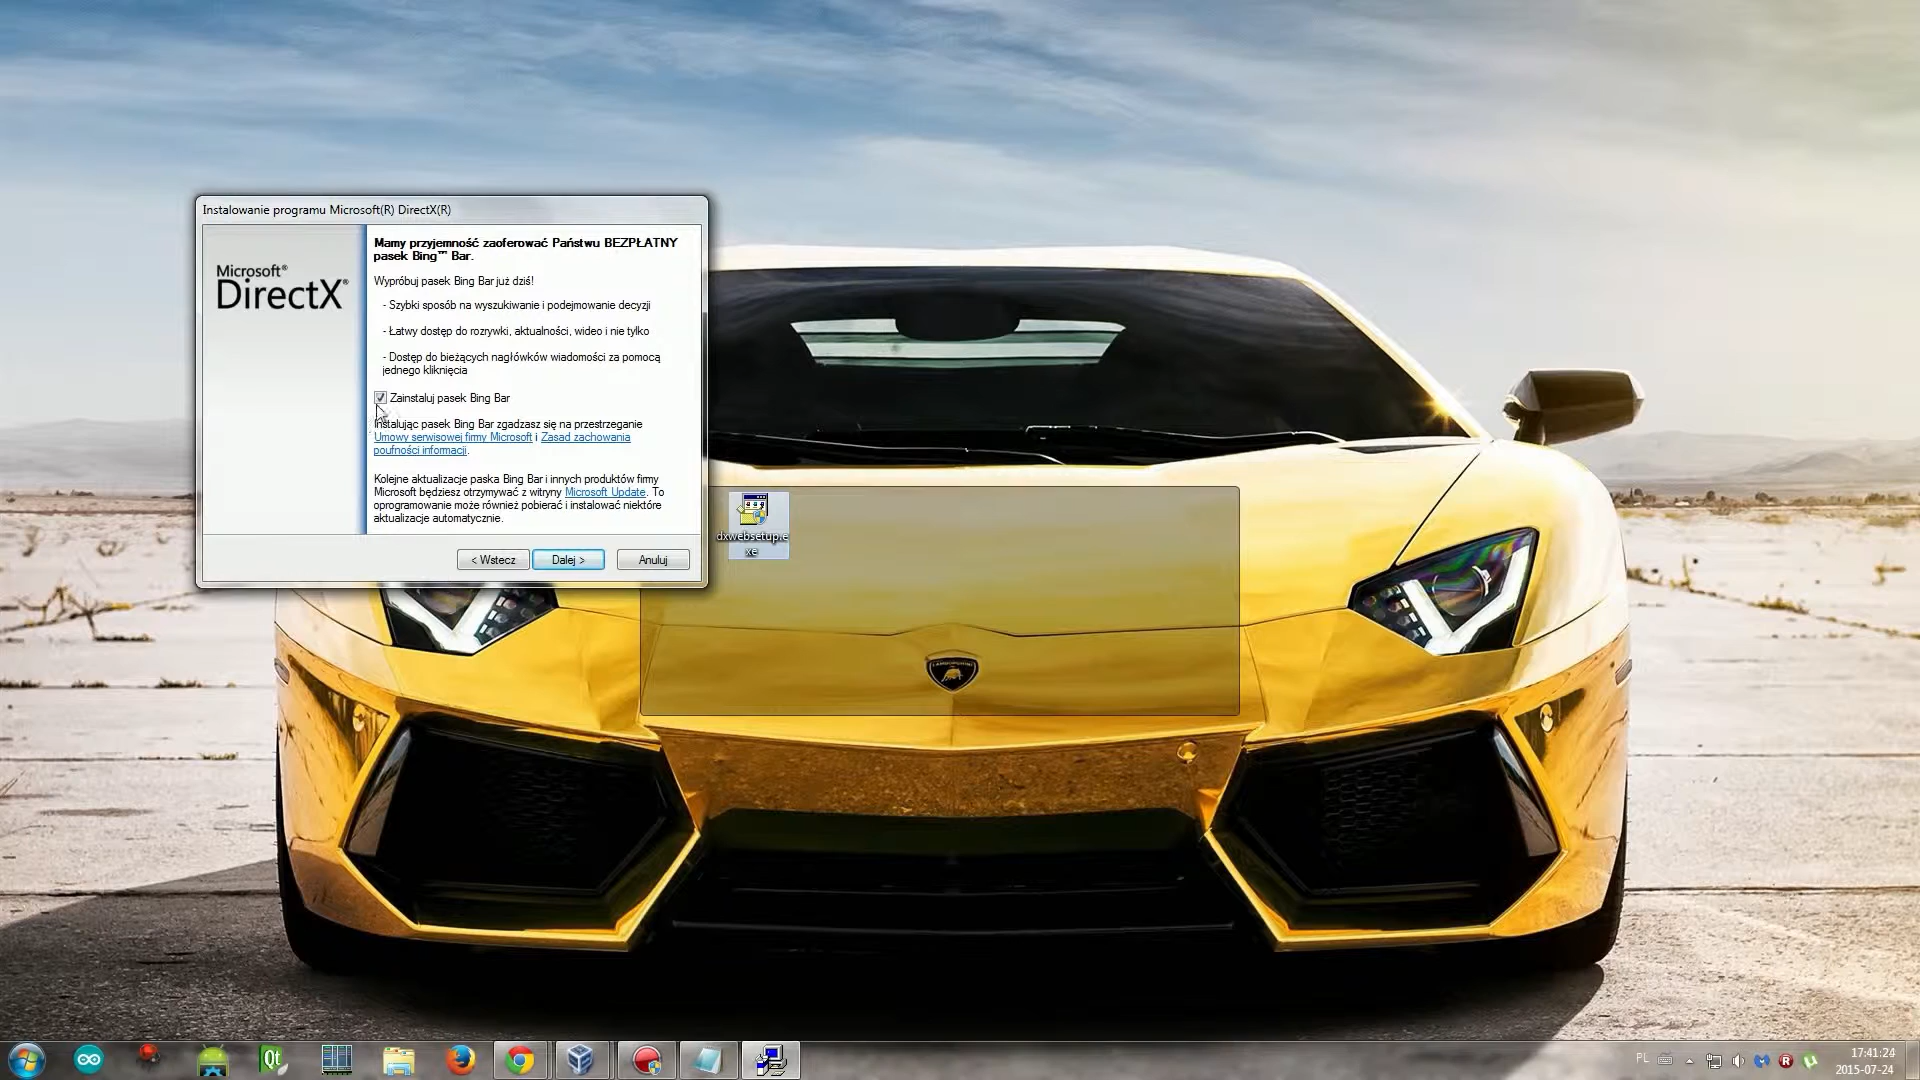 Instalowanie programu Microsoft(R) DirectX(R)
Microsoft®
DirectX®
Mamy przyjemność zaoferować Państwu BEZPŁATNY
pasek Bing™ Bar.
Wypróbuj pasek Bing Bar już dziś!
- Szybki sposób na wyszukiwanie i podejmowanie decyzji
- Łatwy dostęp do rozrywki, aktualności, wideo i nie tylko
- Dostęp do bieżących nagłówków wiadomości za pomocą
jednego kliknięcia
Zainstaluj pasek Bing Bar
Instalując pasek Bing Bar zgadzasz się na przestrzeganie
Umowy serwisowej firmy Microsoft i Zasad zachowania
poufności informacji.
Kolejne aktualizacje paska Bing Bar i innych produktów firmy
Microsoft będziesz otrzymywać z witryny Microsoft Update. To
oprogramowanie może również pobierać i instalować niektóre
aktualizacje automatycznie.
< Wstecz
Dalej >
Anuluj
dxwebsetup.e
xe
LAMBORGHINI
Qt
PL
17:41:24
2015-07-24